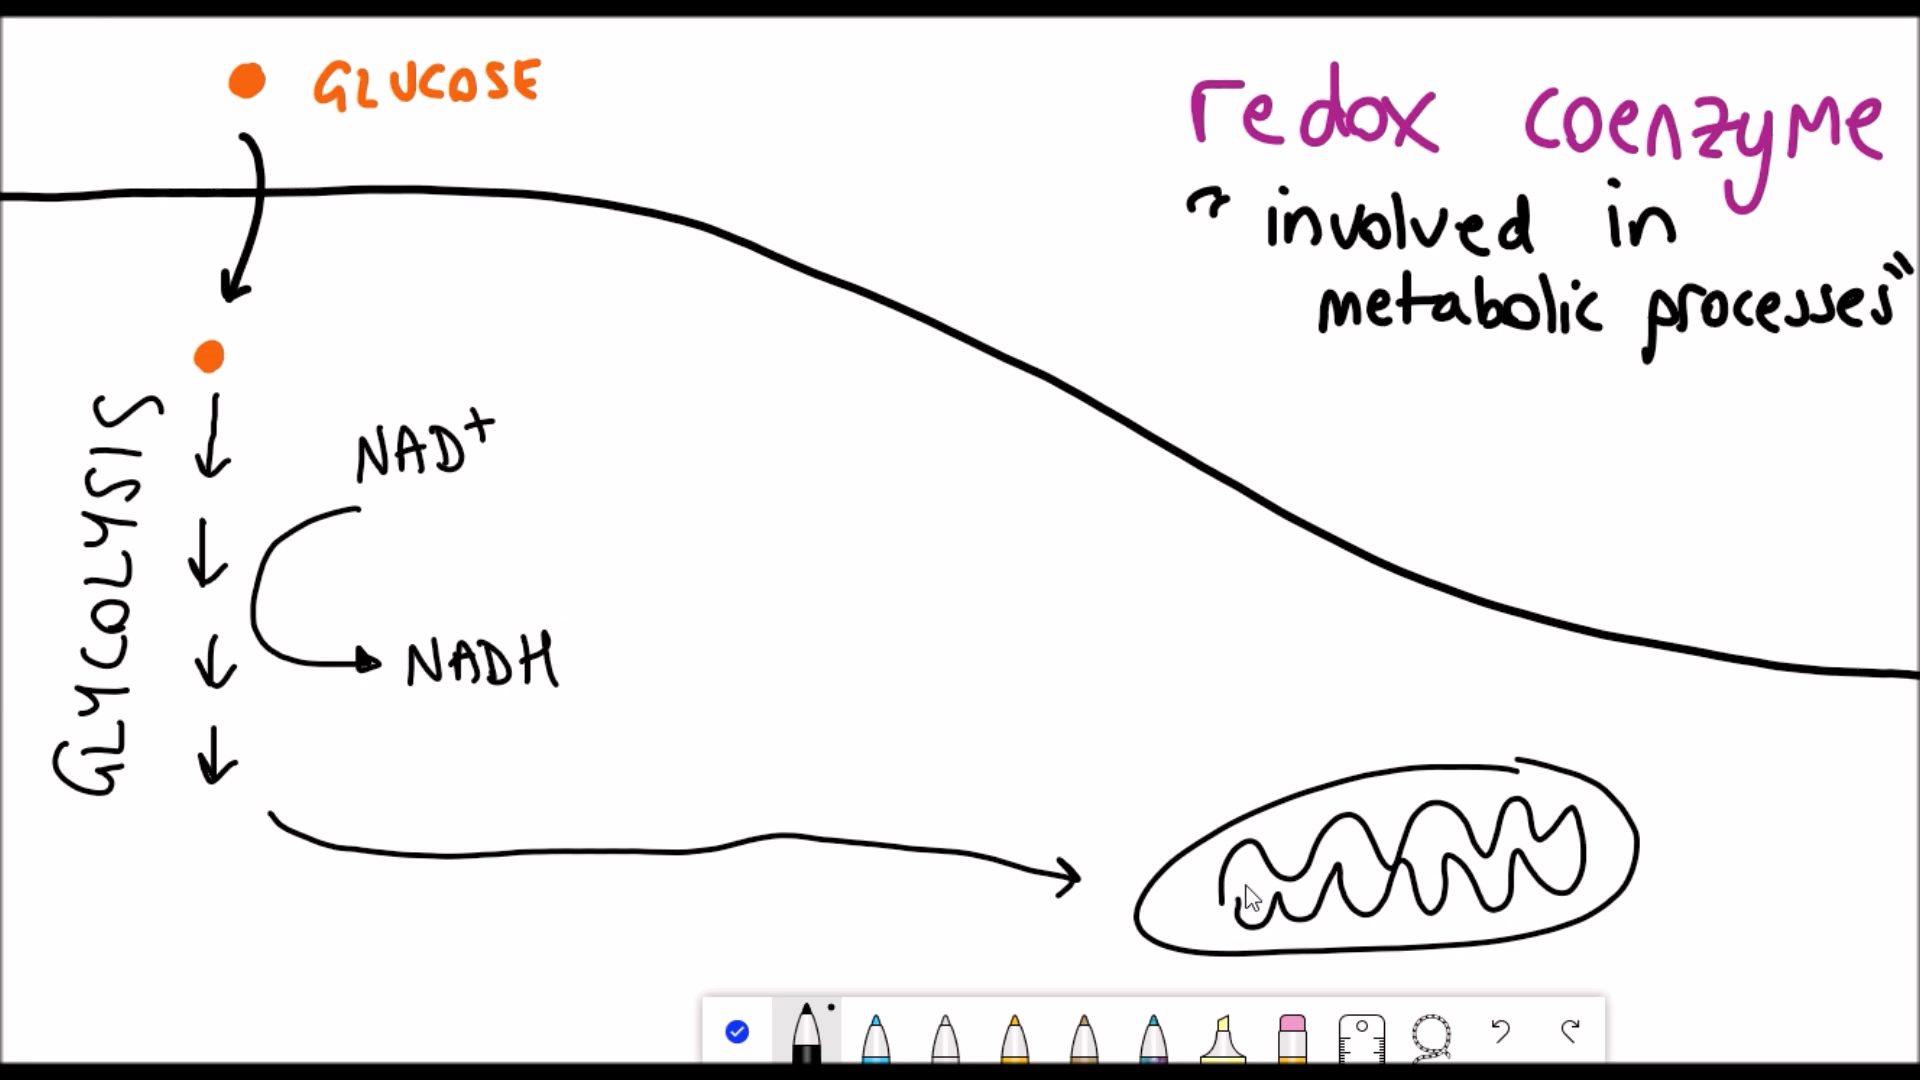 GLUCOSE
redox coenzyme
"involved in
metabolic processes"
GLYCOLYSIS
NAD+
NADH